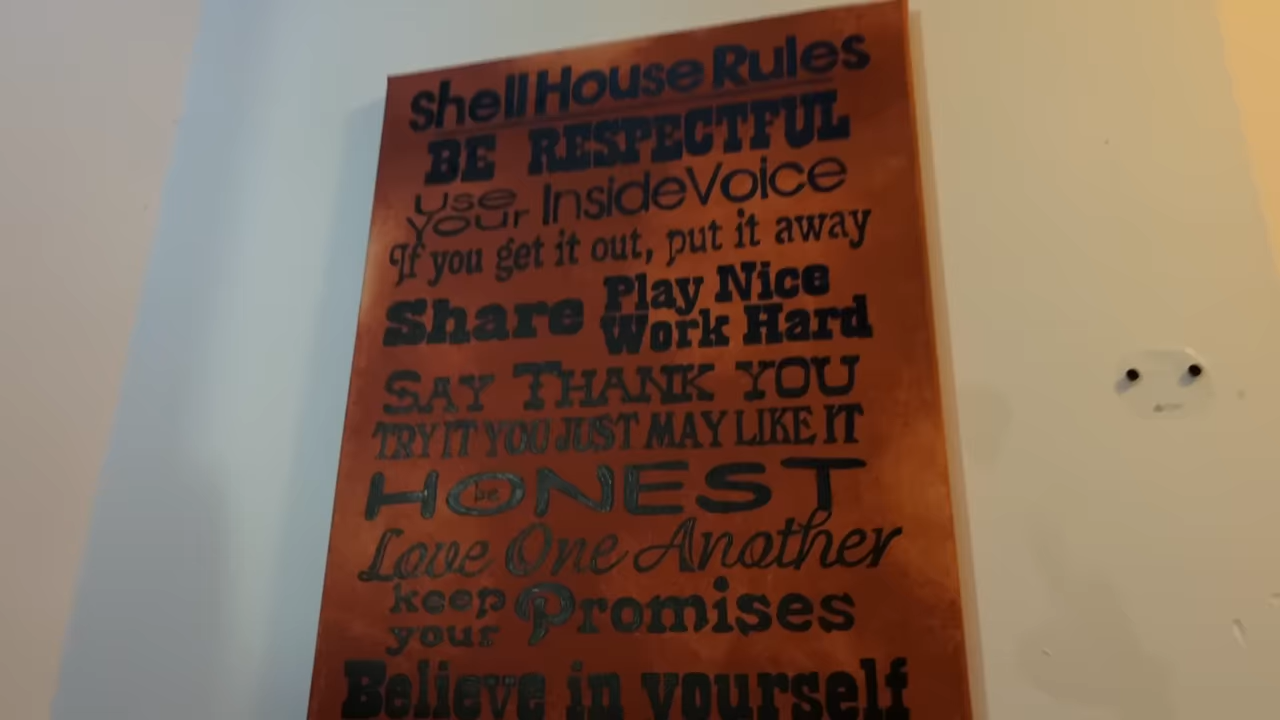 Shell House Rules
BE RESPECTFUL
use your Inside Voice
If you get it out, put it away
Share Play Nice Work Hard
SAY THANK YOU
TRY IT YOU JUST MAY LIKE IT
be HONEST
Love One Another
keep your Promises
Believe in yourself